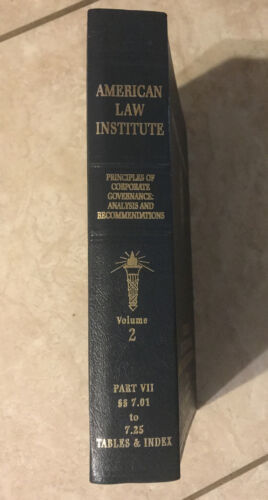 AMERICAN
LAW
INSTITUTE
PRINCIPLES OF
CORPORATE
GOVERNANCE:
ANALYSIS AND
RECOMMENDATIONS
Volume
2
PART VII
§§ 7.01
to
7.25
TABLES & INDEX